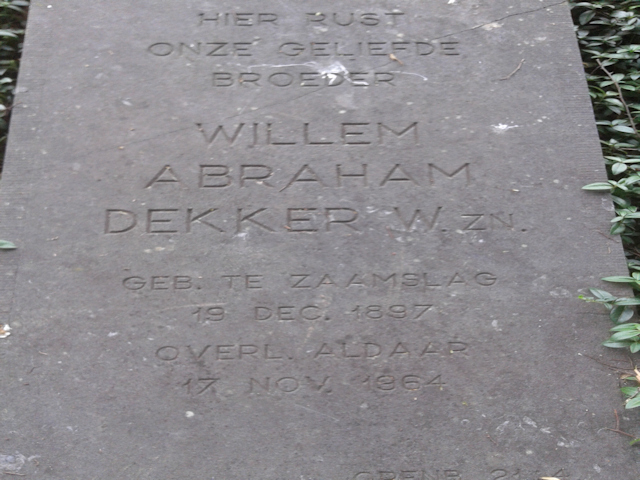 HIER RUST
ONZE GELIEFDE
BROEDER
WILLEM
ABRAHAM
DEKKER W. ZN.
GEB. TE ZAAMSLAG
19 DEC. 1897
OVERL. ALDAAR
17 NOV. 1964